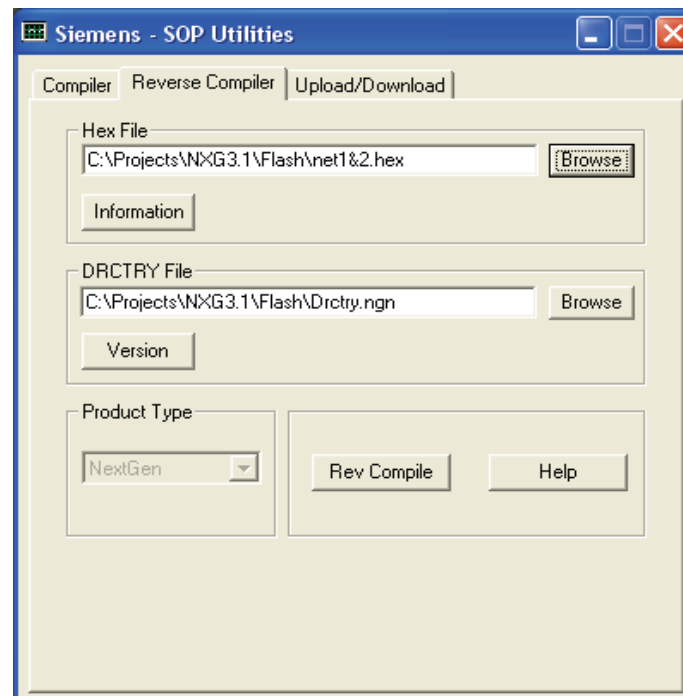 Siemens - SOP Utilities
Compiler Reverse Compiler Upload/Download
Hex File
C:\Projects\NXG3.1\Flash\net1&2.hex Browse
Information
DRCTRY File
C:\Projects\NXG3.1\Flash\Drctry.ngn Browse
Version
Product Type
NextGen Rev Compile Help